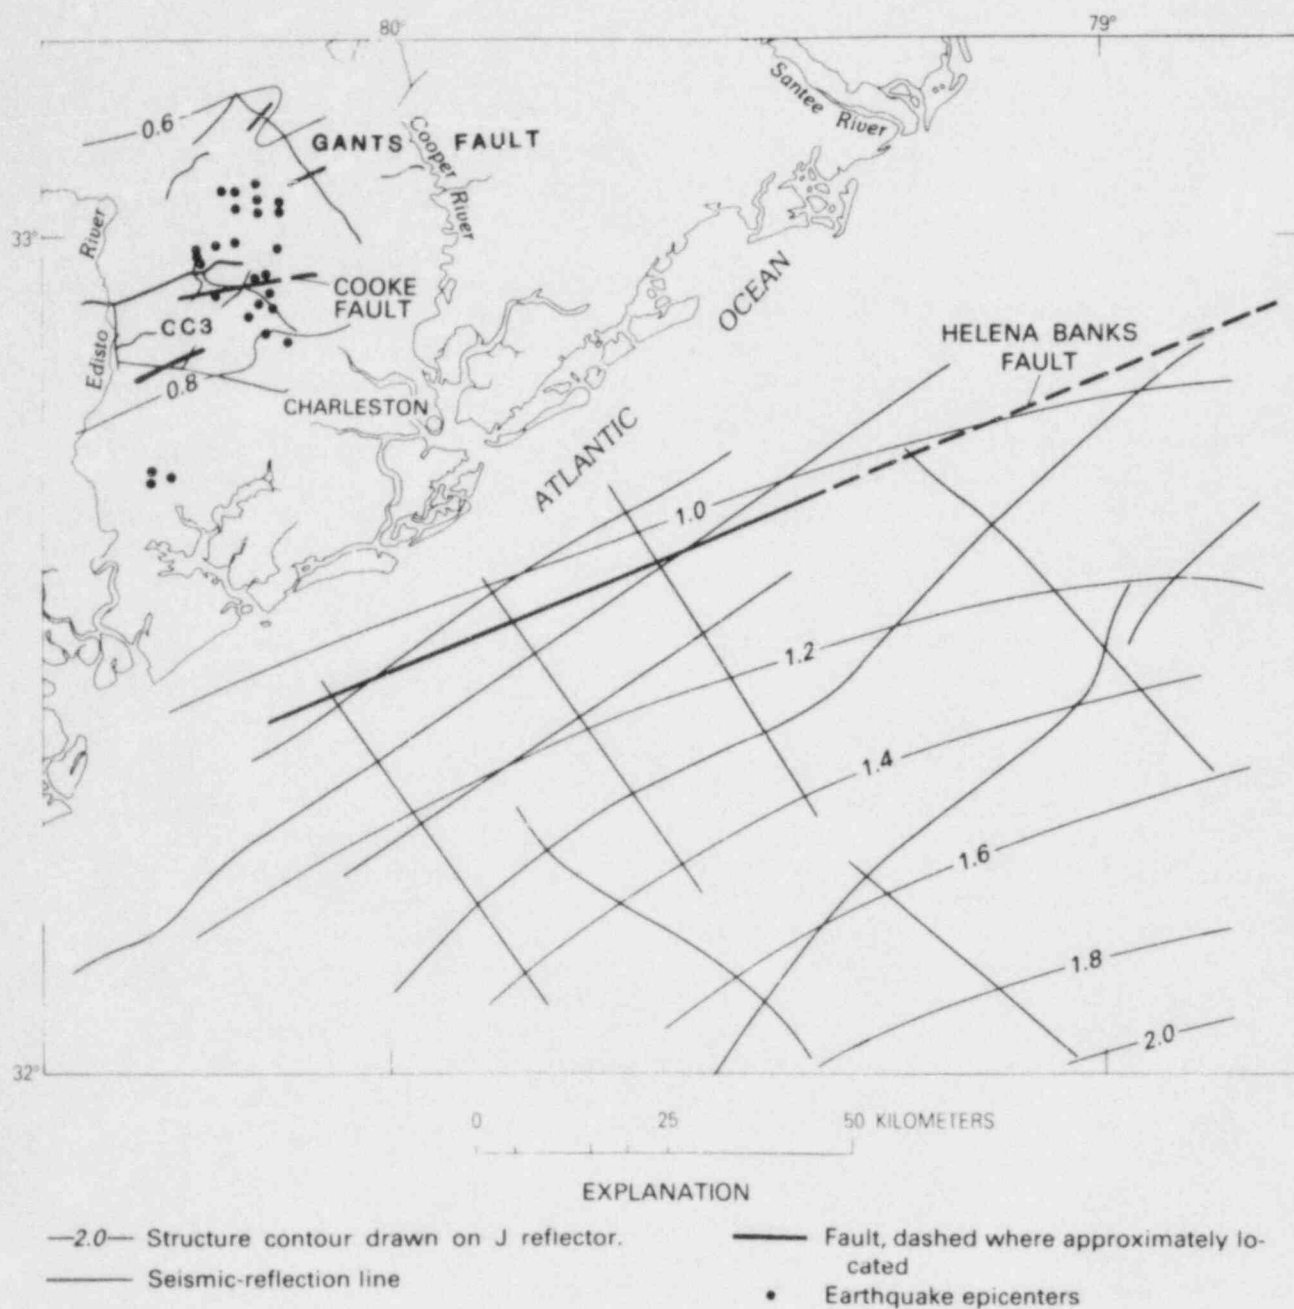 80°
79°
0.6
GANTS FAULT
Cooper River
Santee River
River
33°
COOKE
FAULT
CC3
Edisto
0.8
CHARLESTON
OCEAN
ATLANTIC
HELENA BANKS
FAULT
1.0
1.2
1.4
1.6
1.8
2.0
32°
0 25 50 KILOMETERS
EXPLANATION
—2.0— Structure contour drawn on J reflector.
Seismic-reflection line
Fault, dashed where approximately lo-
cated
Earthquake epicenters